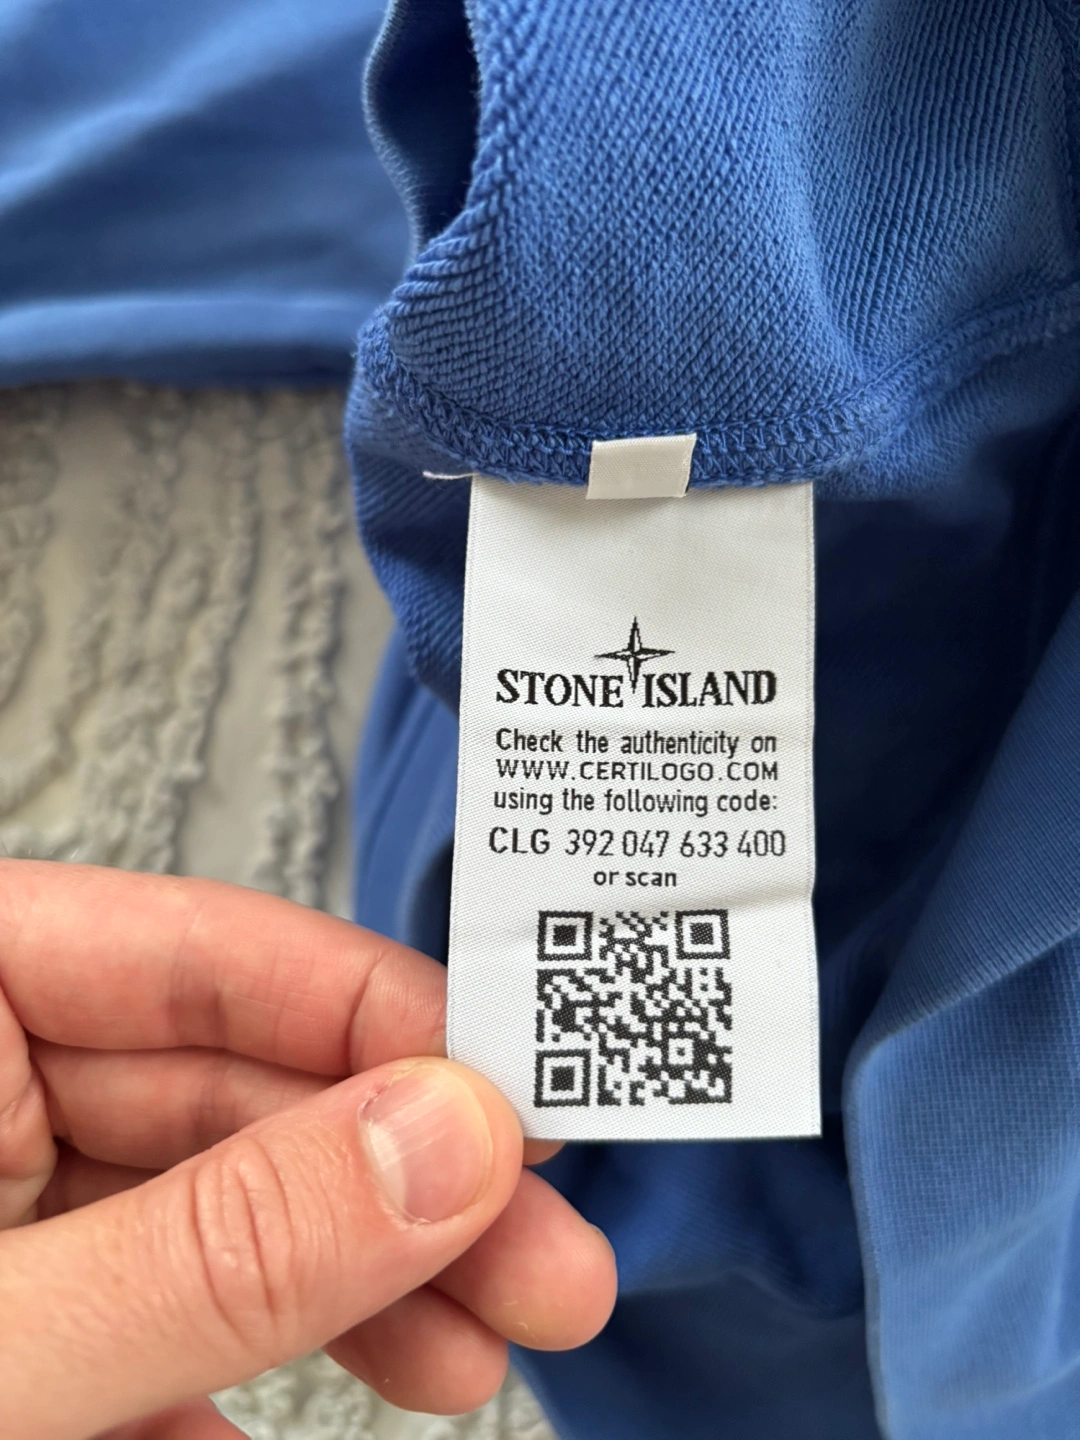 STONE ISLAND
Check the authenticity on
WWW.CERTILOGO.COM
using the following code:
CLG 392 047 633 400
or scan